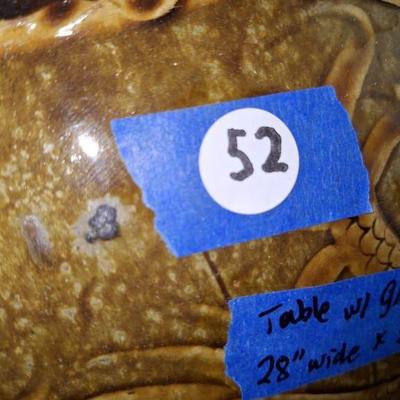 52
Table w/
28" wide x